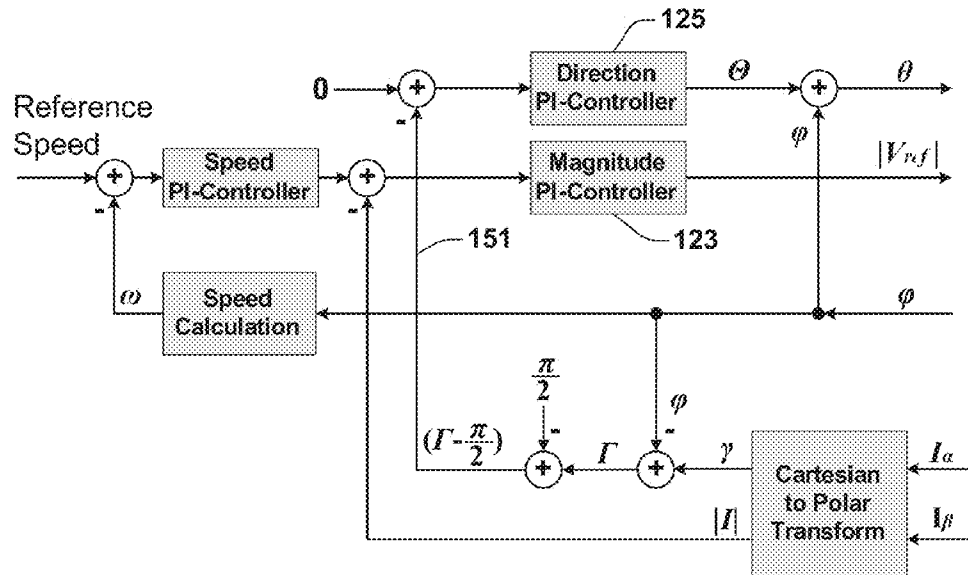 125
0
+
-
Direction
PI-Controller
Θ
+
θ
φ
Reference
Speed
+
-
Speed
PI-Controller
+
-
Magnitude
PI-Controller
|Vref|
151
123
ω
Speed
Calculation
φ
π/2
-
φ
-
(Γ-π/2)
+
Γ
+
γ
Cartesian
to Polar
Transform
Iα
|I|
Iβ